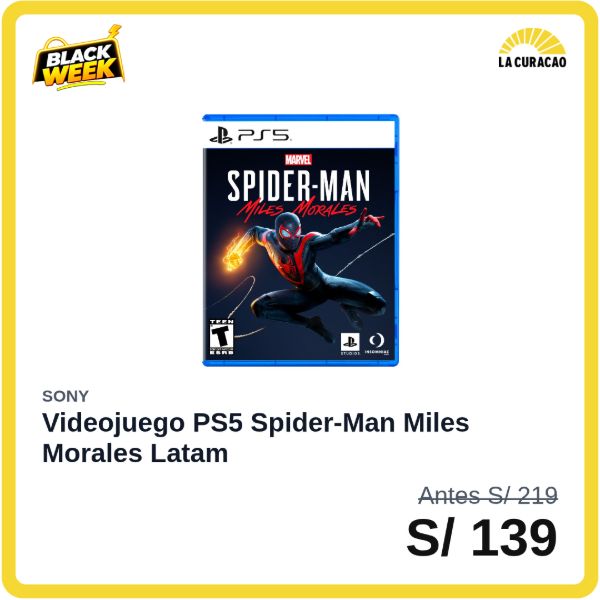 BLACK
WEEK
LA CURACAO
PS5
MARVEL
SPIDER-MAN
MILES MORALES
TEEN
T
ESRB
STUDIOS
INSOMNIAC
SONY
Videojuego PS5 Spider-Man Miles
Morales Latam
Antes S/ 219
S/ 139